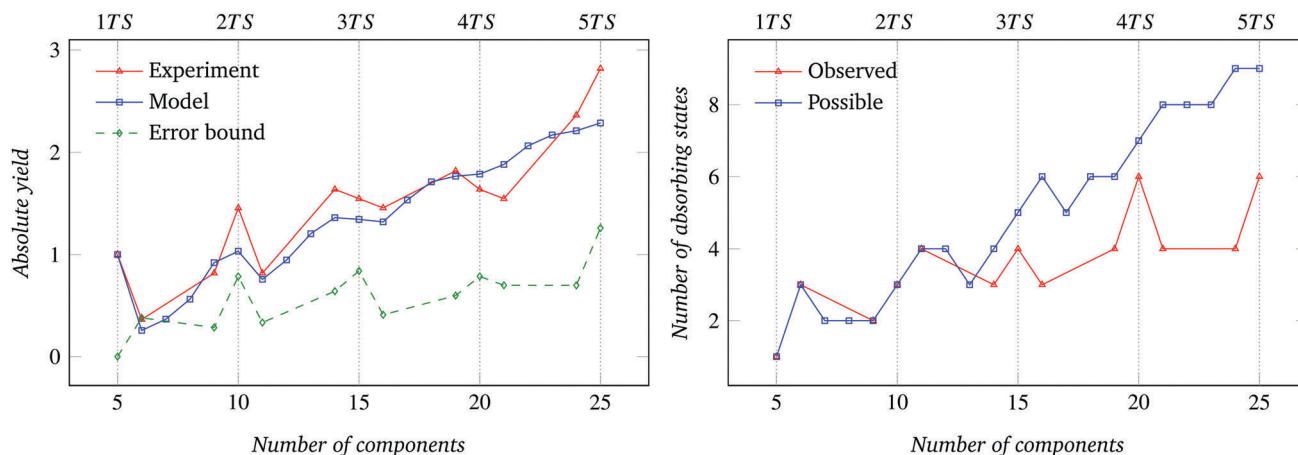 1TS 2TS 3TS 4TS 5TS
3
2
1
0
Absolute yield
Experiment
Model
Error bound
5 10 15 20 25
Number of components
1TS 2TS 3TS 4TS 5TS
8
6
4
2
Number of absorbing states
Observed
Possible
5 10 15 20 25
Number of components